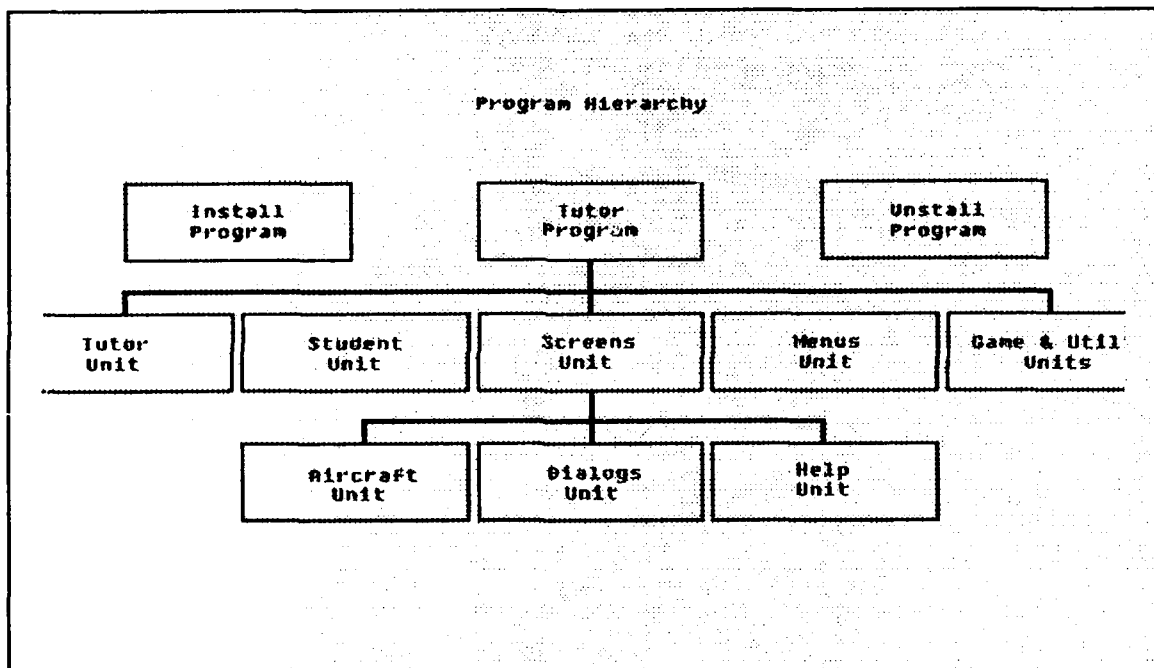 Program Hierarchy
Install
Program
Tutor
Program
Unstall
Program
Tutor
Unit
Student
Unit
Screens
Unit
Menus
Unit
Game & Util
Units
Aircraft
Unit
Dialogs
Unit
Help
Unit